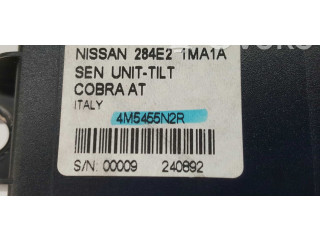 NISSAN 284E2 1MA1A
SEN UNIT-TILT
COBRA AT
ITALY
4M5455N2R
S/N: 00009 240892